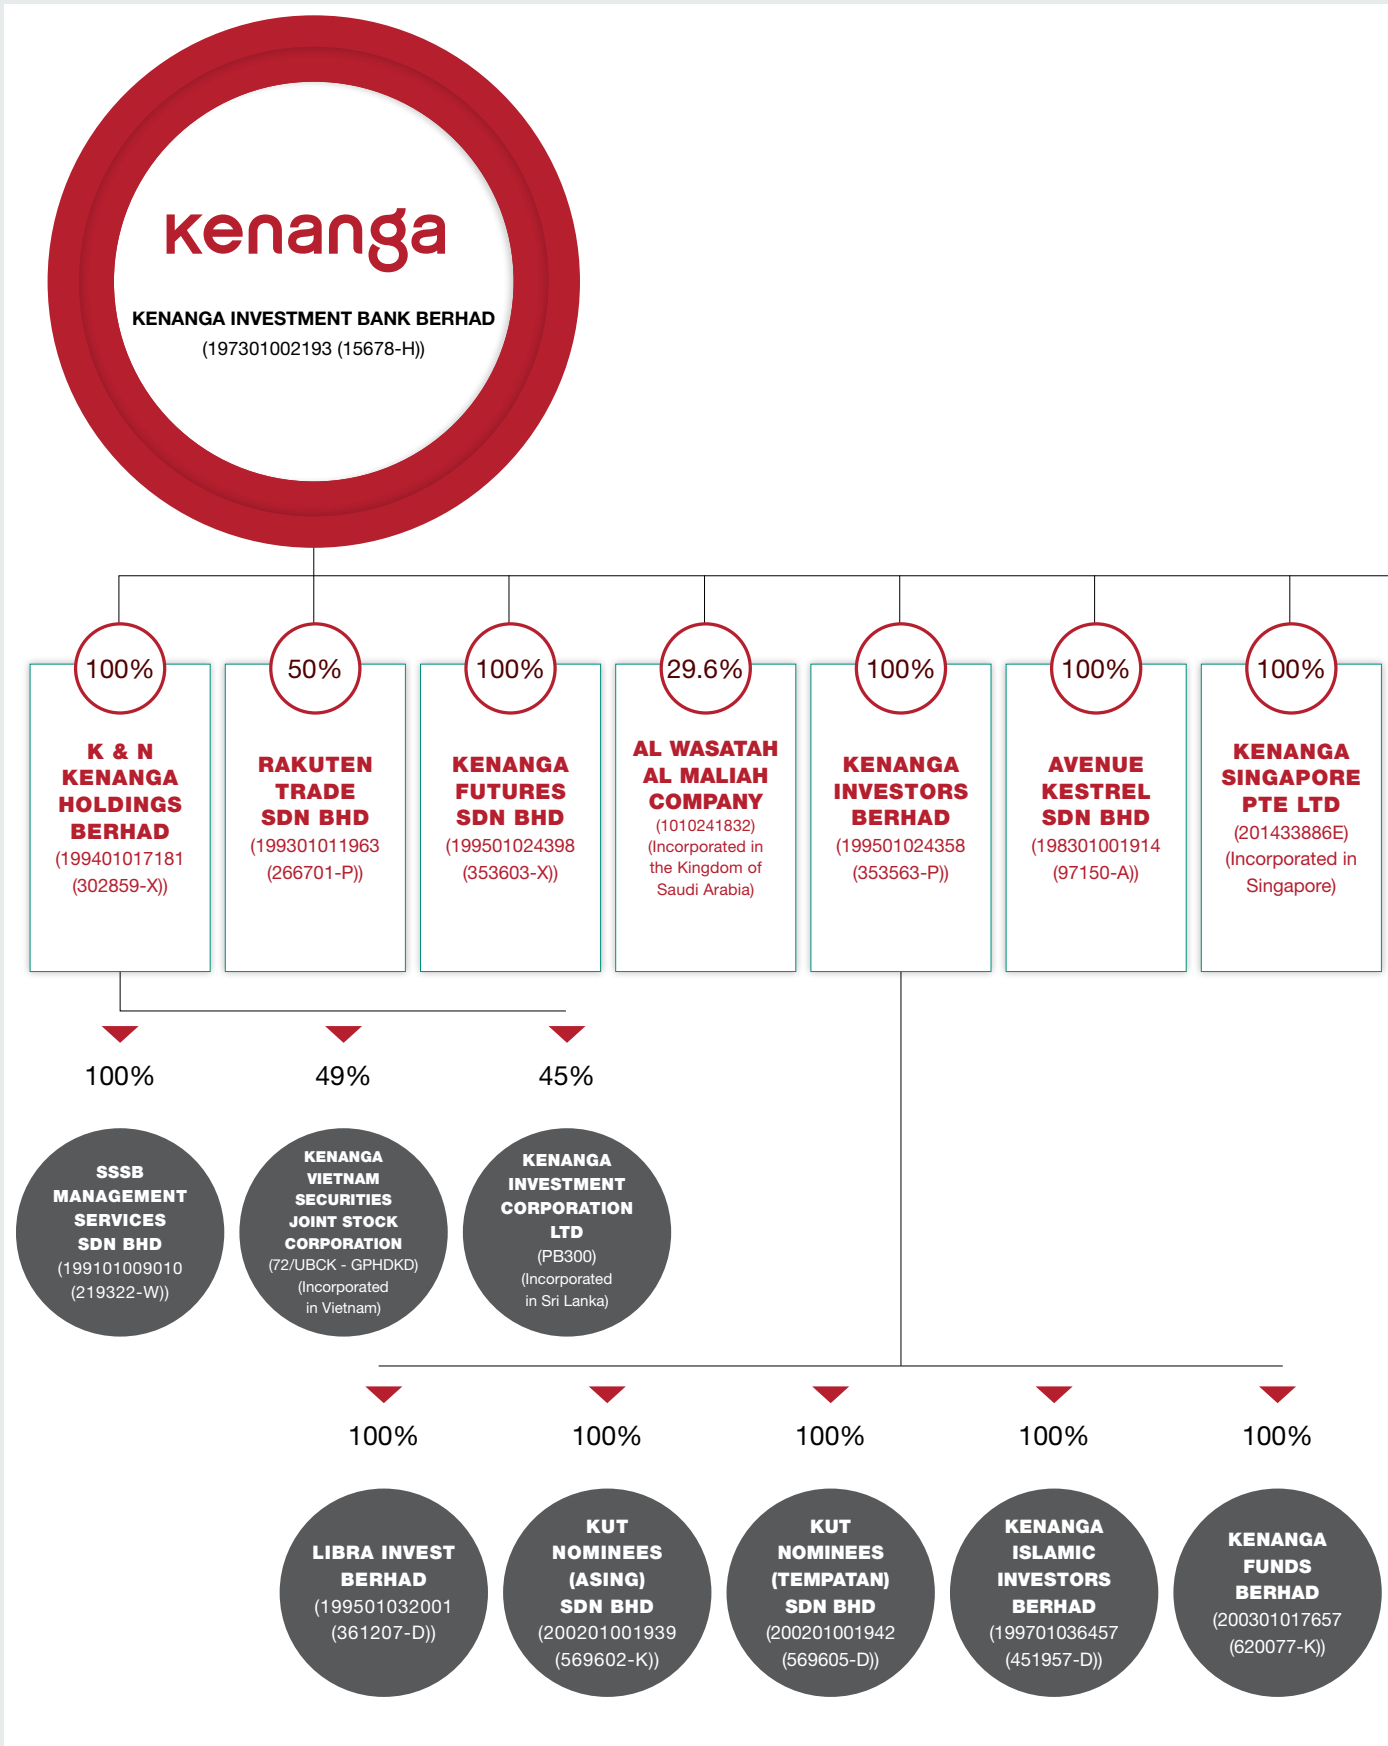 kenanga
KENANGA INVESTMENT BANK BERHAD
(197301002193 (15678-H))
100%
K & N
KENANGA
HOLDINGS
BERHAD
(199401017181
(302859-X))
50%
RAKUTEN
TRADE
SDN BHD
(199301011963
(266701-P))
100%
KENANGA
FUTURES
SDN BHD
(199501024398
(353603-X))
29.6%
AL WASATAH
AL MALIAH
COMPANY
(1010241832)
(Incorporated in
the Kingdom of
Saudi Arabia)
100%
KENANGA
INVESTORS
BERHAD
(199501024358
(353563-P))
100%
AVENUE
KESTREL
SDN BHD
(198301001914
(97150-A))
100%
KENANGA
SINGAPORE
PTE LTD
(201433886E)
(Incorporated in
Singapore)
100%
SSSB
MANAGEMENT
SERVICES
SDN BHD
(199101009010
(219322-W))
49%
KENANGA
VIETNAM
SECURITIES
JOINT STOCK
CORPORATION
(72/UBCK - GPHDKD)
(Incorporated
in Vietnam)
45%
KENANGA
INVESTMENT
CORPORATION
LTD
(PB300)
(Incorporated
in Sri Lanka)
100%
LIBRA INVEST
BERHAD
(199501032001
(361207-D))
100%
KUT
NOMINEES
(ASING)
SDN BHD
(200201001939
(569602-K))
100%
KUT
NOMINEES
(TEMPATAN)
SDN BHD
(200201001942
(569605-D))
100%
KENANGA
ISLAMIC
INVESTORS
BERHAD
(199701036457
(451957-D))
100%
KENANGA
FUNDS
BERHAD
(200301017657
(620077-K))